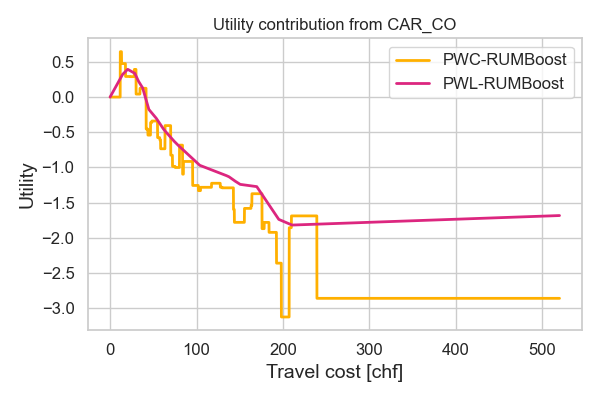 Utility contribution from CAR_CO
PWC-RUMBoost
PWL-RUMBoost
Utility
0.5
0.0
−0.5
−1.0
−1.5
−2.0
−2.5
−3.0
0 100 200 300 400 500
Travel cost [chf]